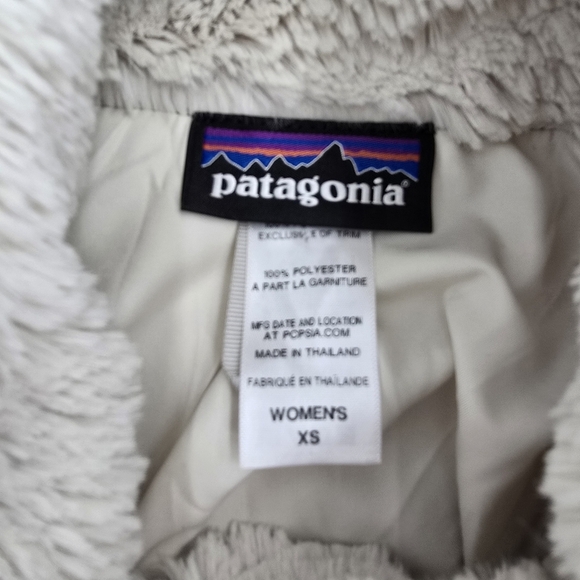 patagonia®
EXCLUSIVE OF TRIM
100% POLYESTER
A PART LA GARNITURE
MFG DATE AND LOCATION
AT PCPSIA.COM
MADE IN THAILAND
FABRIQUÉ EN THAÏLANDE
WOMEN'S
XS